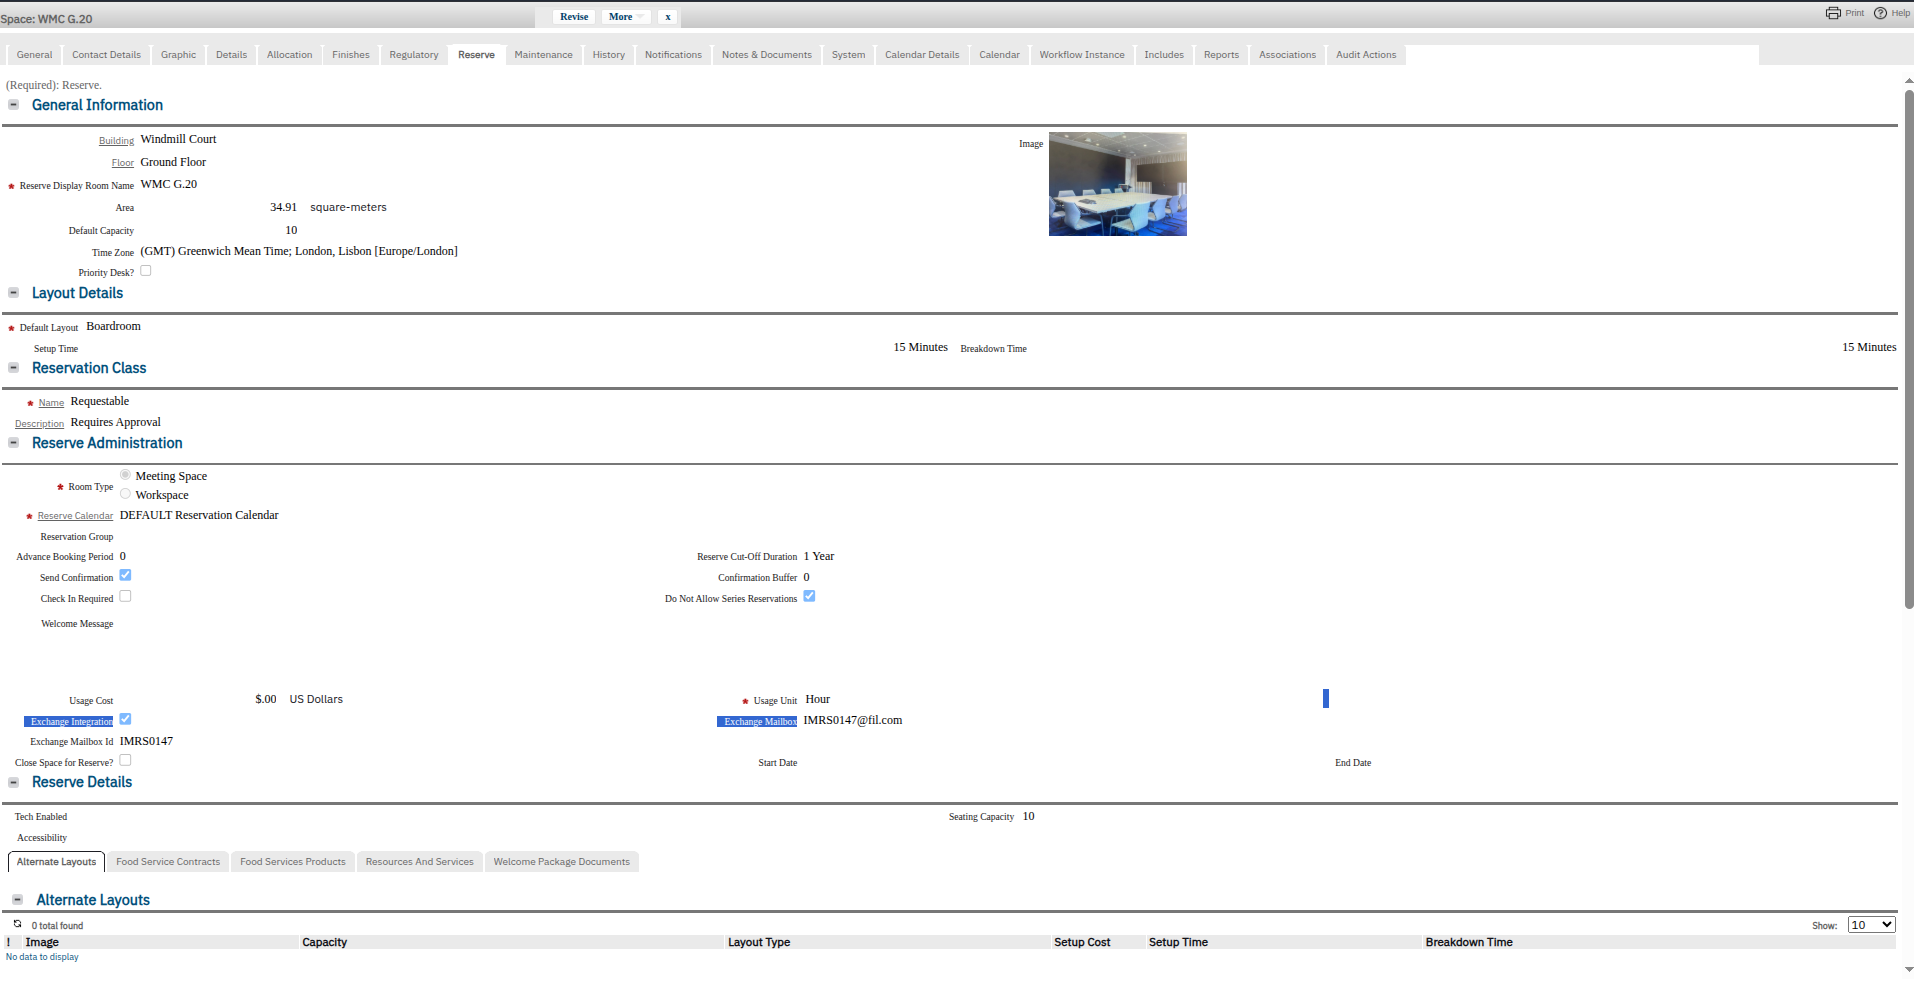 Space: WMC G.20
Revise More x
Print Help
General Contact Details Graphic Details Allocation Finishes Regulatory Reserve Maintenance History Notifications Notes & Documents System Calendar Details Calendar Workflow Instance Includes Reports Associations Audit Actions
(Required): Reserve.
General Information
Building Windmill Court
Image
Floor Ground Floor
* Reserve Display Room Name WMC G.20
Area 34.91 square-meters
Default Capacity 10
Time Zone (GMT) Greenwich Mean Time; London, Lisbon [Europe/London]
Priority Desk?
Layout Details
* Default Layout Boardroom
Setup Time 15 Minutes Breakdown Time 15 Minutes
Reservation Class
* Name Requestable
Description Requires Approval
Reserve Administration
* Room Type Meeting Space
Workspace
* Reserve Calendar DEFAULT Reservation Calendar
Reservation Group
Advance Booking Period 0 Reserve Cut-Off Duration 1 Year
Send Confirmation Confirmation Buffer 0
Check In Required Do Not Allow Series Reservations
Welcome Message
Usage Cost $.00 US Dollars * Usage Unit Hour
Exchange Integration Exchange Mailbox IMRS0147@fil.com
Exchange Mailbox Id IMRS0147
Close Space for Reserve? Start Date End Date
Reserve Details
Tech Enabled Seating Capacity 10
Accessibility
Alternate Layouts Food Service Contracts Food Services Products Resources And Services Welcome Package Documents
Alternate Layouts
0 total found Show: 10
! Image Capacity Layout Type Setup Cost Setup Time Breakdown Time
No data to display